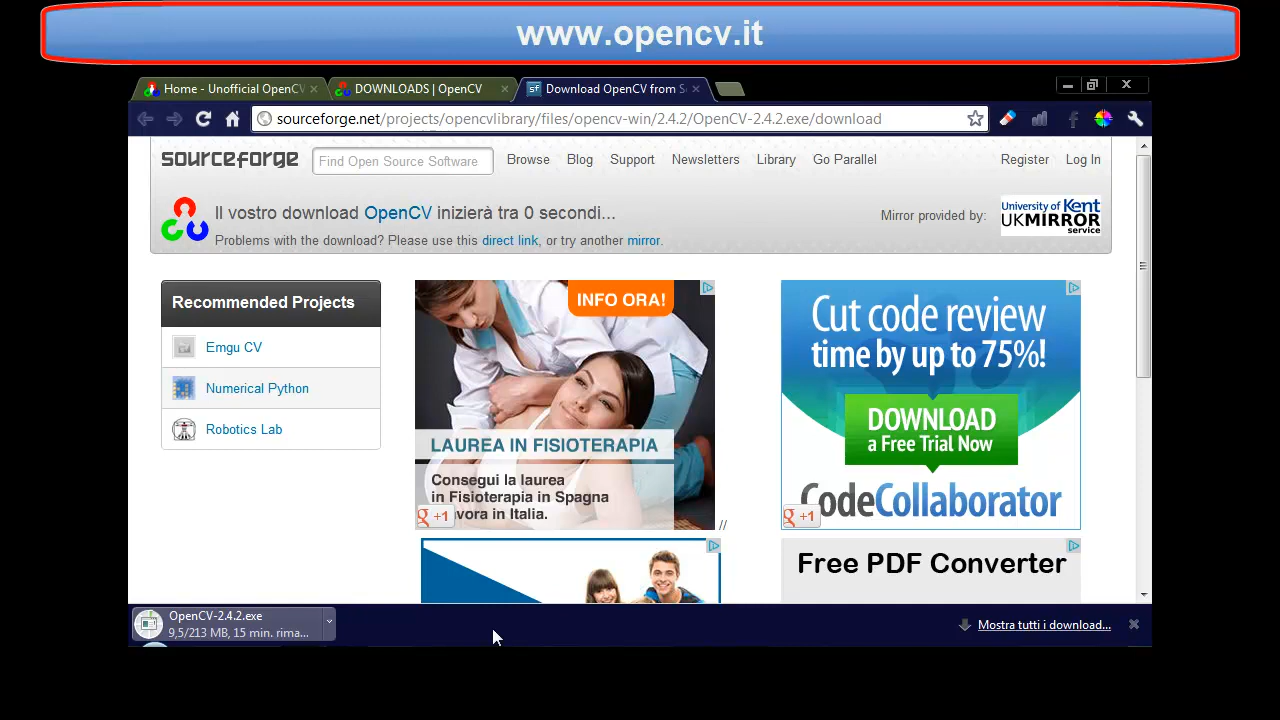 www.opencv.it
Home - Unofficial OpenCV
DOWNLOADS | OpenCV
sf Download OpenCV from S
sourceforge.net/projects/opencvlibrary/files/opencv-win/2.4.2/OpenCV-2.4.2.exe/download
sourceforge
Find Open Source Software
Browse Blog Support Newsletters Library Go Parallel
Register Log In
Il vostro download OpenCV inizierà tra 0 secondi...
Problems with the download? Please use this direct link, or try another mirror.
Mirror provided by:
University of Kent
UKMIRROR
service
Recommended Projects
Emgu CV
Numerical Python
Robotics Lab
INFO ORA!
LAUREA IN FISIOTERAPIA
Consegui la laurea
in Fisioterapia in Spagna
vora in Italia.
+1
//
Cut code review
time by up to 75%!
DOWNLOAD
a Free Trial Now
CodeCollaborator
+1
Free PDF Converter
OpenCV-2.4.2.exe
9,5/213 MB, 15 min. rima...
Mostra tutti i download...